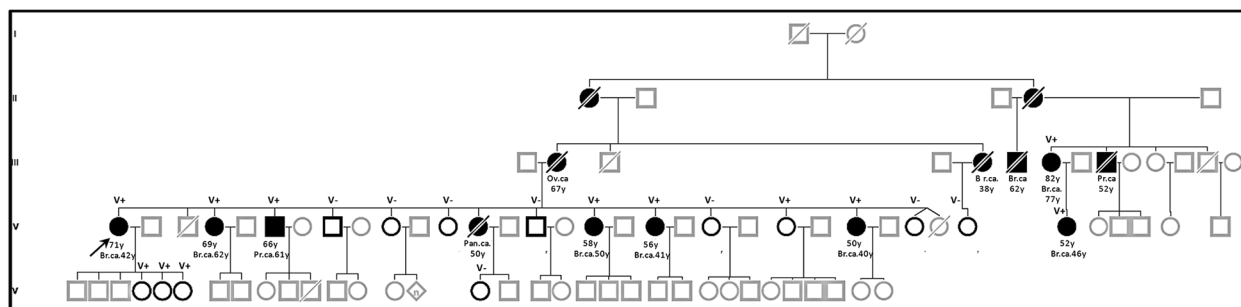 I
II
V+
III
Ov.ca
67y
B r.ca.
38y
Br.ca
62y
82y
Br.ca.
77y
Pr.ca
52y
V+ V+ V+ V- V- V- V- V+ V+ V- V+ V+ V- V- V+
V
71y
Br.ca.42y
69y
Br.ca.62y
66y
Pr.ca.61y
Pan.ca.
50y
58y
Br.ca.50y
56y
Br.ca.41y
50y
Br.ca.40y
52y
Br.ca.46y
V+ V+ V+ V-
V
n